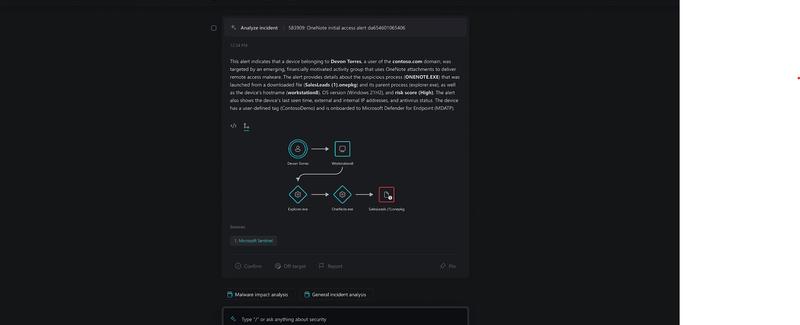 Analyze incident | 583909: OneNote initial access alert da654601065406
12:34 PM
This alert indicates that a device belonging to Devon Torres, a user of the contoso.com domain, was
targeted by an emerging, financially motivated activity group that uses OneNote attachments to deliver
remote access malware. The alert provides details about the suspicious process (ONENOTE.EXE) that was
launched from a downloaded file (SalesLeads (1).onepkg) and its parent process (explorer.exe), as well
as the device's hostname (workstation8), OS version (Windows 21H2), and risk score (High). The alert
also shows the device's last seen time, external and internal IP addresses, and antivirus status. The device
has a user-defined tag (ContosoDemo) and is onboarded to Microsoft Defender for Endpoint (MDATP).
</>
Devon Torres Workstation8
Explorer.exe OneNote.exe SalesLeads (1).onepkg
Sources
1. Microsoft Sentinel
Confirm Off-target Report Pin
Malware impact analysis General incident analysis
Type "/" or ask anything about security